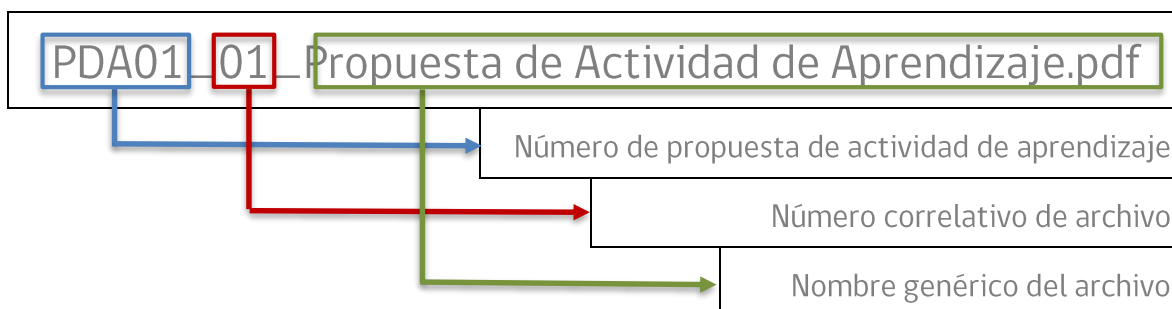 PDA01_01_Propuesta de Actividad de Aprendizaje.pdf
Número de propuesta de actividad de aprendizaje
Número correlativo de archivo
Nombre genérico del archivo